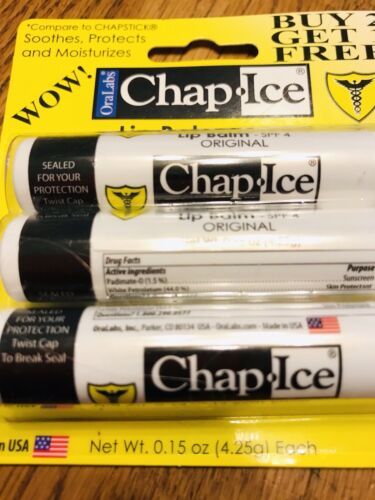 *Compare to CHAPSTICK®
Soothes, Protects
and Moisturizes
BUY 2
GET 1
FREE
WOW!
OraLabs®
Chap·Ice®
Lip Balm - SPF 4
ORIGINAL
SEALED
FOR YOUR
PROTECTION
Twist Cap
Chap·Ice®
Lip Balm - SPF 4
ORIGINAL
Drug Facts
Active ingredients
Purpose
Padimate-O (1.5 %)
Sunscreen
White Petrolatum (44.0 %)
Skin Protectant
SEALED
SEALED
FOR YOUR
PROTECTION
Twist Cap
To Break Seal
OraLabs, Inc., Parker, CO 80134 USA - OraLabs.com - Made in USA
Chap·Ice®
n USA
Net Wt. 0.15 oz (4.25g) Each